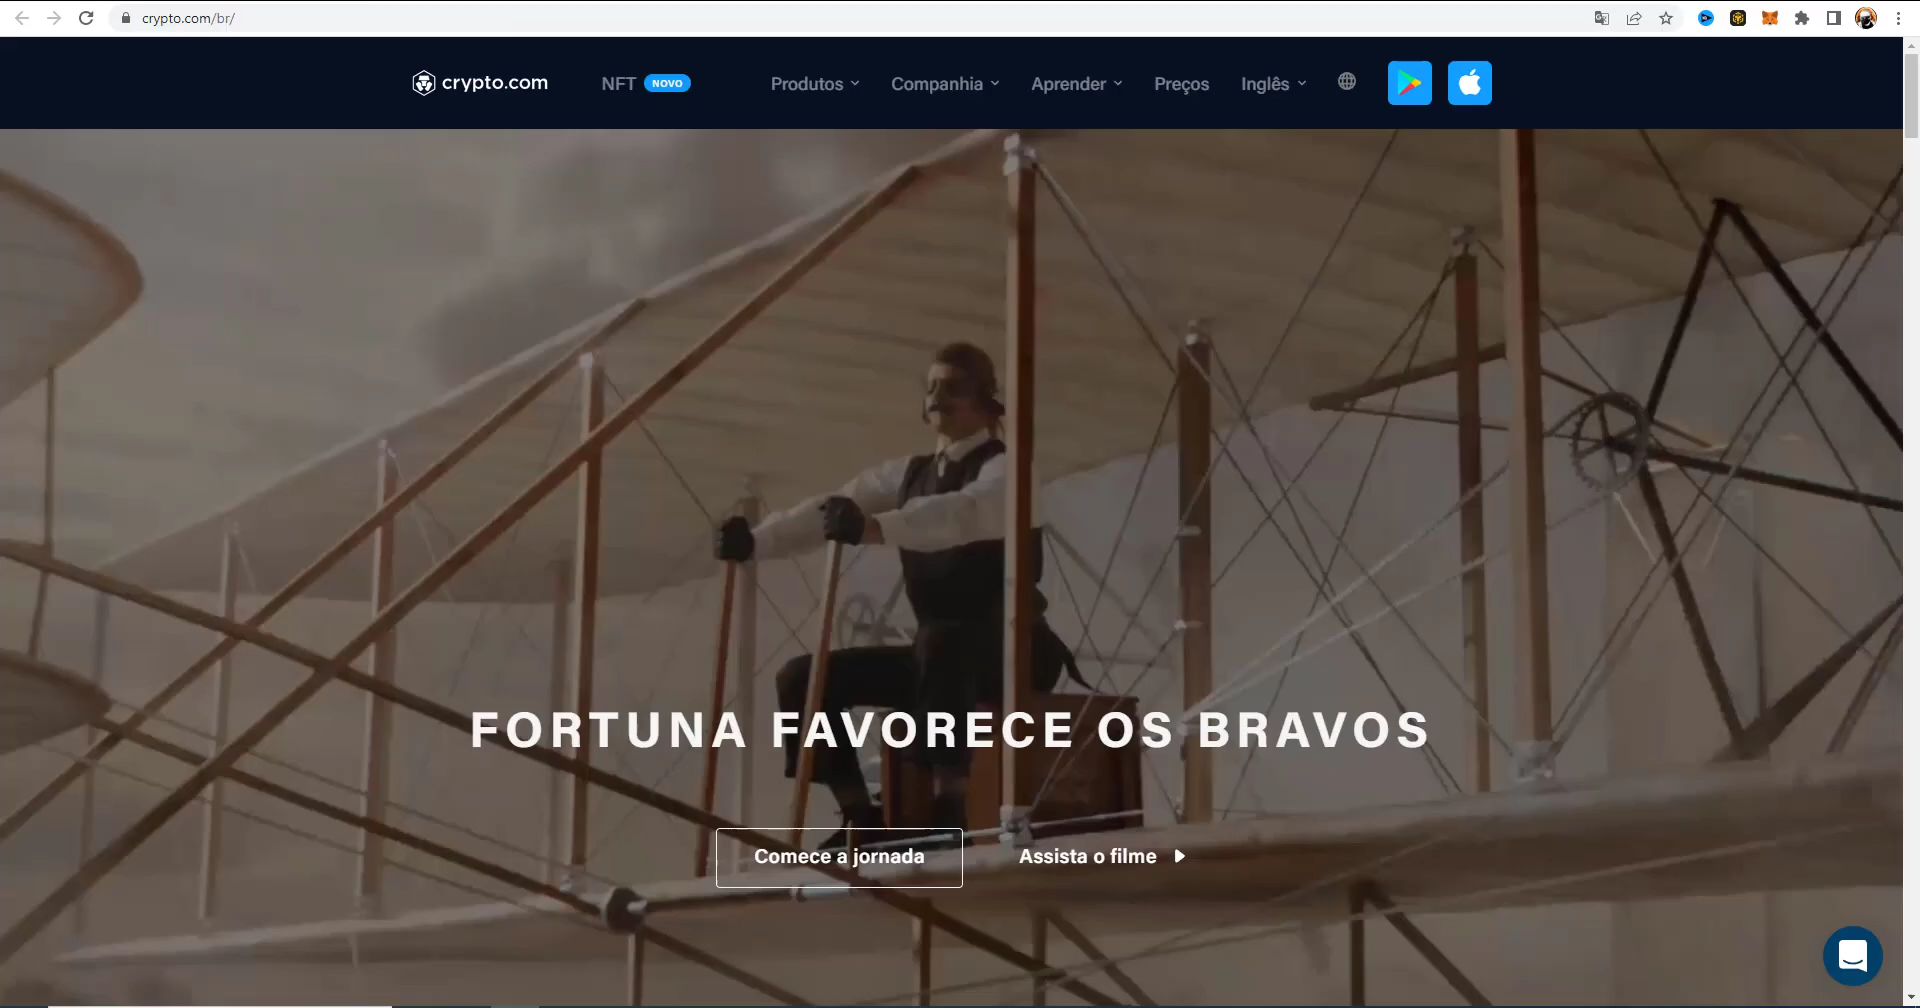 crypto.com/br/
crypto.com
NFT NOVO
Produtos
Companhia
Aprender
Preços
Inglês
FORTUNA FAVORECE OS BRAVOS
Comece a jornada
Assista o filme